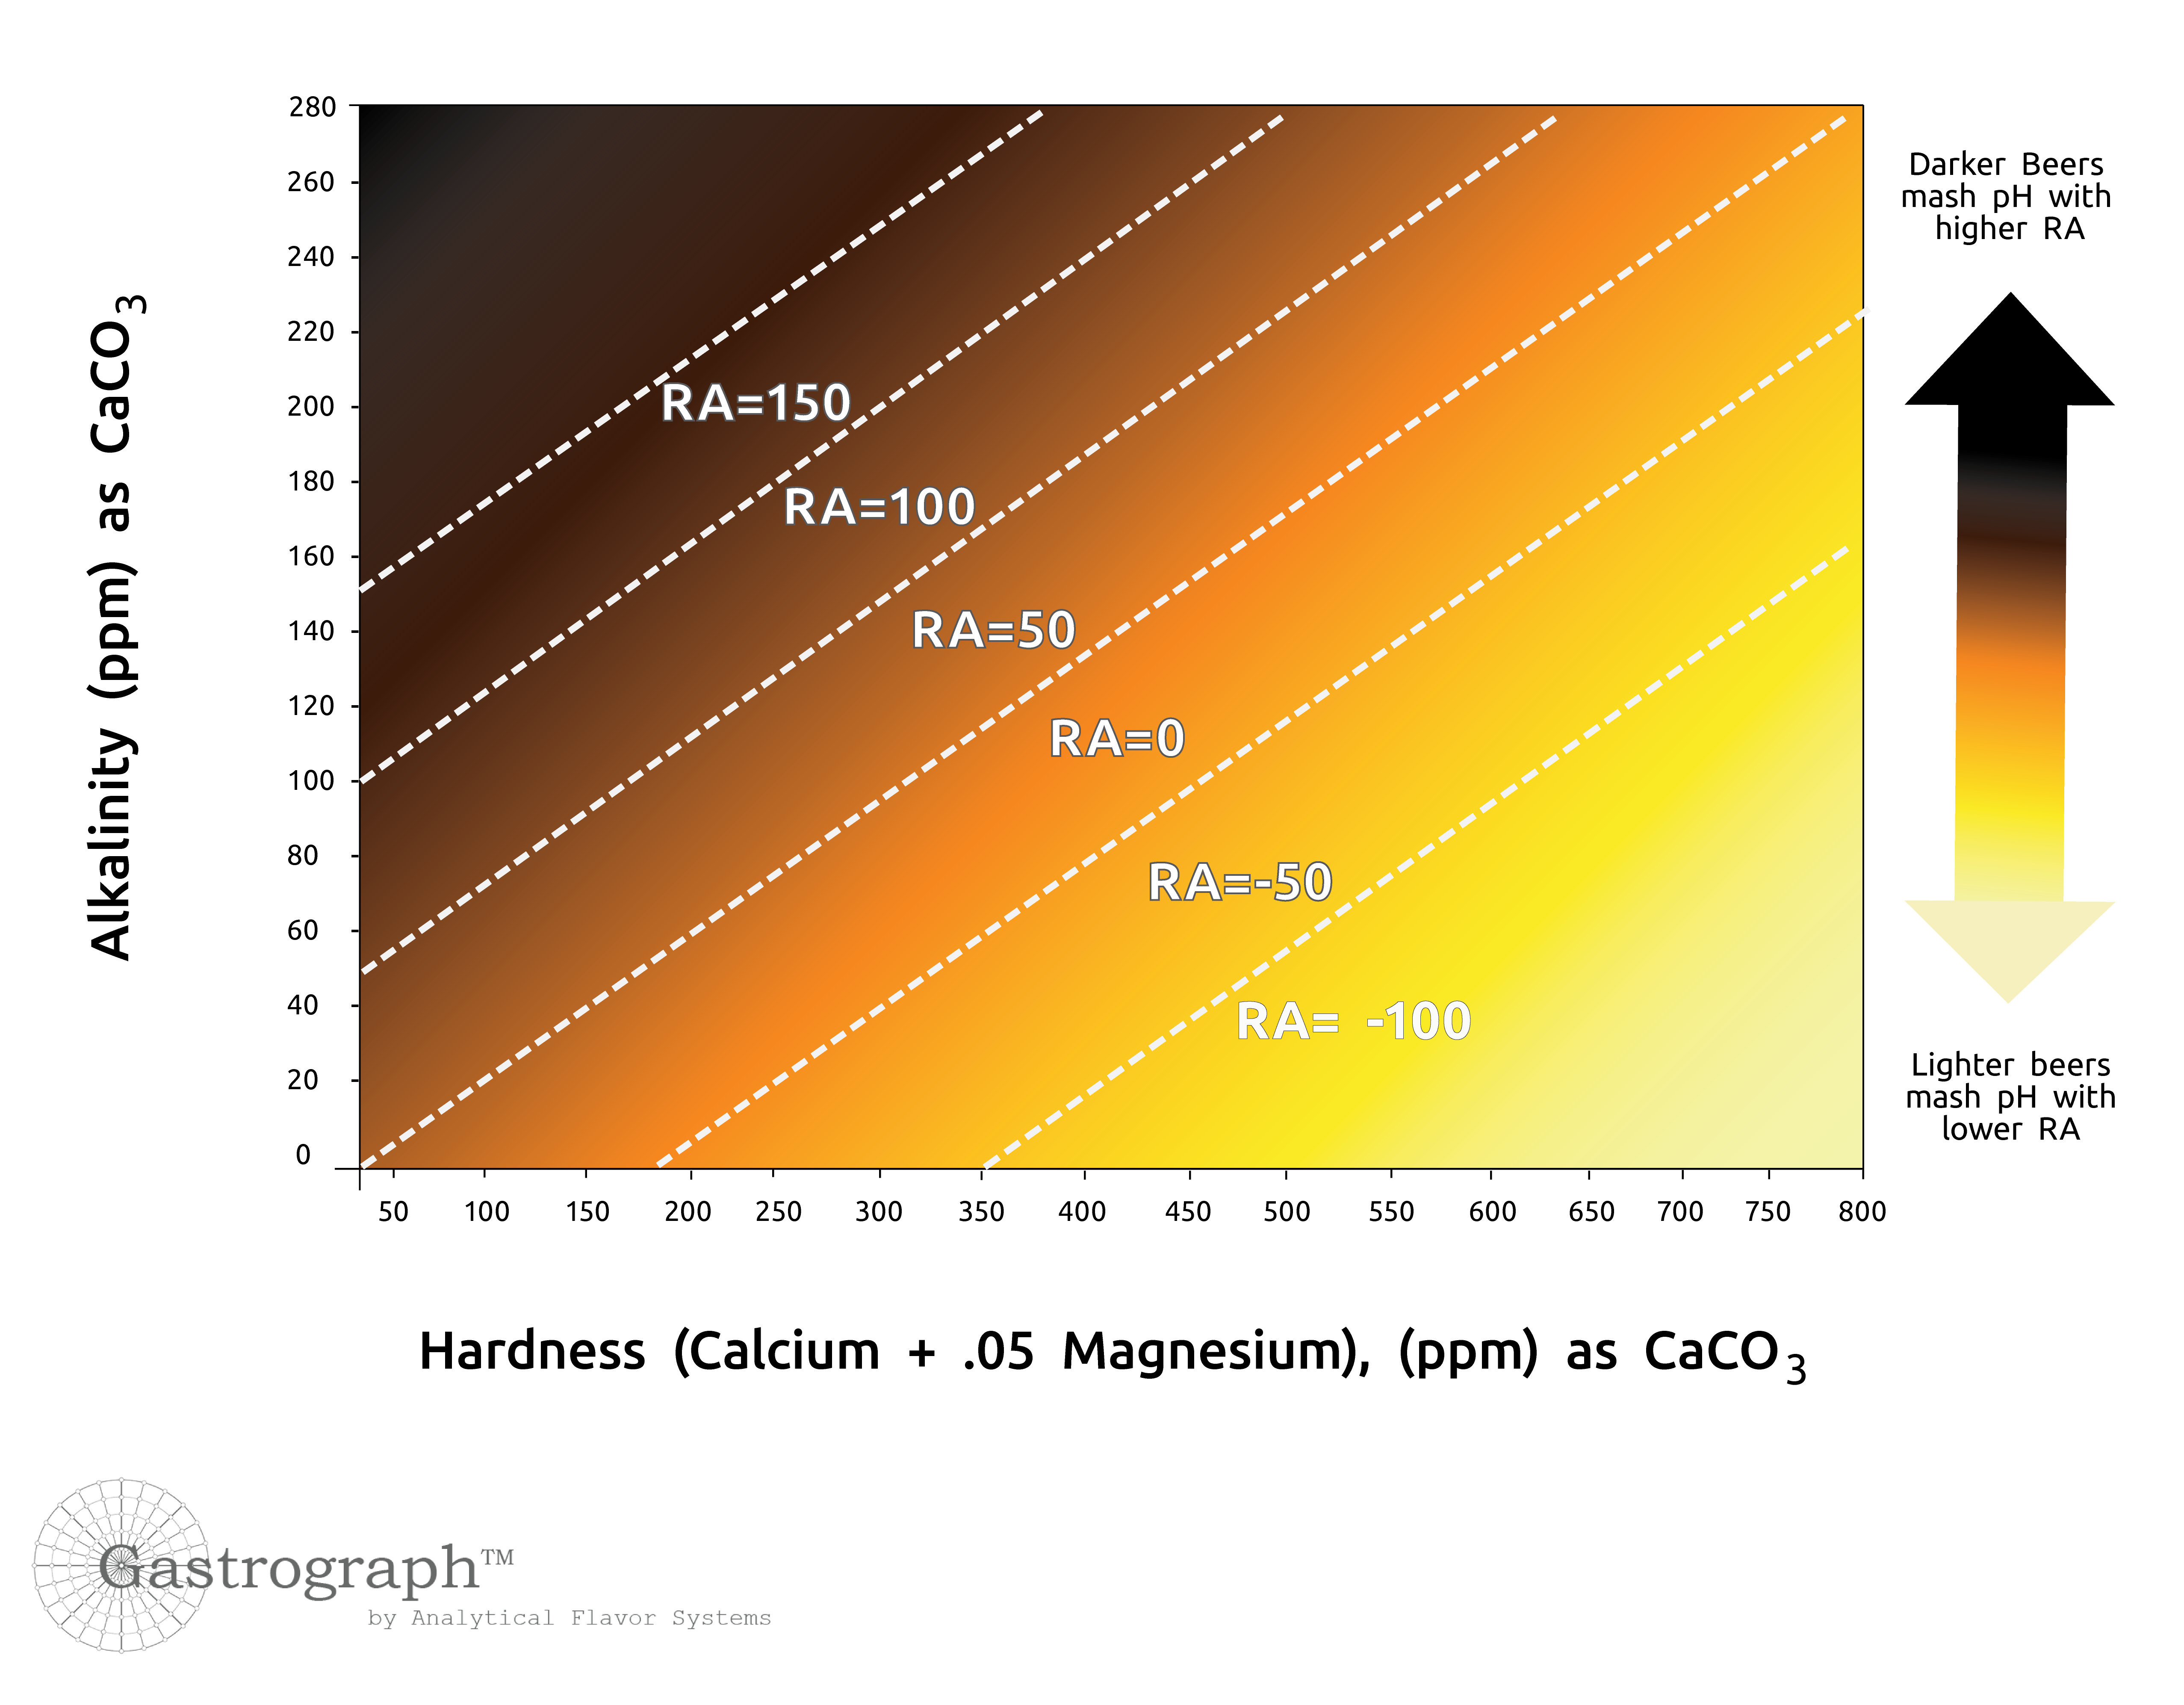 280
260
240
220
200
180
160
140
120
100
80
60
40
20
0
Alkalinity (ppm) as CaCO3
RA=150
RA=100
RA=50
RA=0
RA=-50
RA= -100
50 100 150 200 250 300 350 400 450 500 550 600 650 700 750 800
Hardness (Calcium + .05 Magnesium), (ppm) as CaCO3
Darker Beers
mash pH with
higher RA
Lighter beers
mash pH with
lower RA
Gastrograph™
by Analytical Flavor Systems